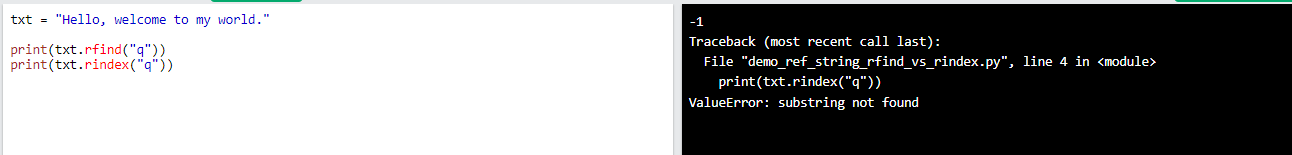 txt = "Hello, welcome to my world."
print(txt.rfind("q"))
print(txt.rindex("q"))
-1
Traceback (most recent call last):
  File "demo_ref_string_rfind_vs_rindex.py", line 4 in <module>
    print(txt.rindex("q"))
ValueError: substring not found